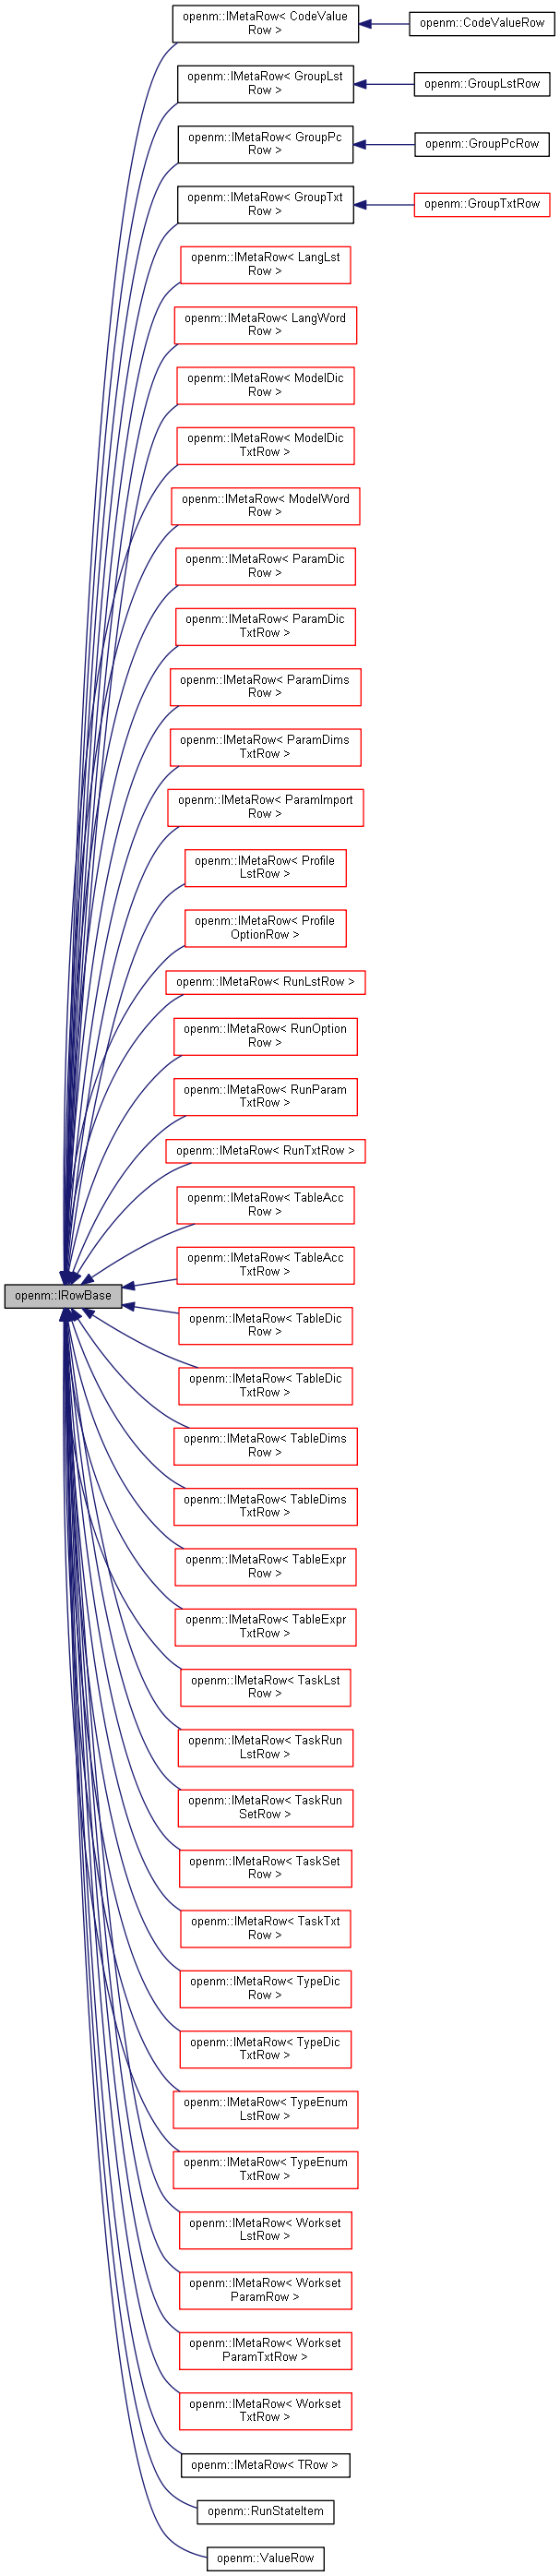 openm::IMetaRow< CodeValue
Row >
openm::CodeValueRow
openm::IMetaRow< GroupLst
Row >
openm::GroupLstRow
openm::IMetaRow< GroupPc
Row >
openm::GroupPcRow
openm::IMetaRow< GroupTxt
Row >
openm::GroupTxtRow
openm::IMetaRow< LangLst
Row >
openm::IMetaRow< LangWord
Row >
openm::IMetaRow< ModelDic
Row >
openm::IMetaRow< ModelDic
TxtRow >
openm::IMetaRow< ModelWord
Row >
openm::IMetaRow< ParamDic
Row >
openm::IMetaRow< ParamDic
TxtRow >
openm::IMetaRow< ParamDims
Row >
openm::IMetaRow< ParamDims
TxtRow >
openm::IMetaRow< ParamImport
Row >
openm::IMetaRow< Profile
LstRow >
openm::IMetaRow< Profile
OptionRow >
openm::IMetaRow< RunLstRow >
openm::IMetaRow< RunOption
Row >
openm::IMetaRow< RunParam
TxtRow >
openm::IMetaRow< RunTxtRow >
openm::IMetaRow< TableAcc
Row >
openm::IMetaRow< TableAcc
TxtRow >
openm::IRowBase
openm::IMetaRow< TableDic
Row >
openm::IMetaRow< TableDic
TxtRow >
openm::IMetaRow< TableDims
Row >
openm::IMetaRow< TableDims
TxtRow >
openm::IMetaRow< TableExpr
Row >
openm::IMetaRow< TableExpr
TxtRow >
openm::IMetaRow< TaskLst
Row >
openm::IMetaRow< TaskRun
LstRow >
openm::IMetaRow< TaskRun
SetRow >
openm::IMetaRow< TaskSet
Row >
openm::IMetaRow< TaskTxt
Row >
openm::IMetaRow< TypeDic
Row >
openm::IMetaRow< TypeDic
TxtRow >
openm::IMetaRow< TypeEnum
LstRow >
openm::IMetaRow< TypeEnum
TxtRow >
openm::IMetaRow< Workset
LstRow >
openm::IMetaRow< Workset
ParamRow >
openm::IMetaRow< Workset
ParamTxtRow >
openm::IMetaRow< Workset
TxtRow >
openm::IMetaRow< TRow >
openm::RunStateItem
openm::ValueRow